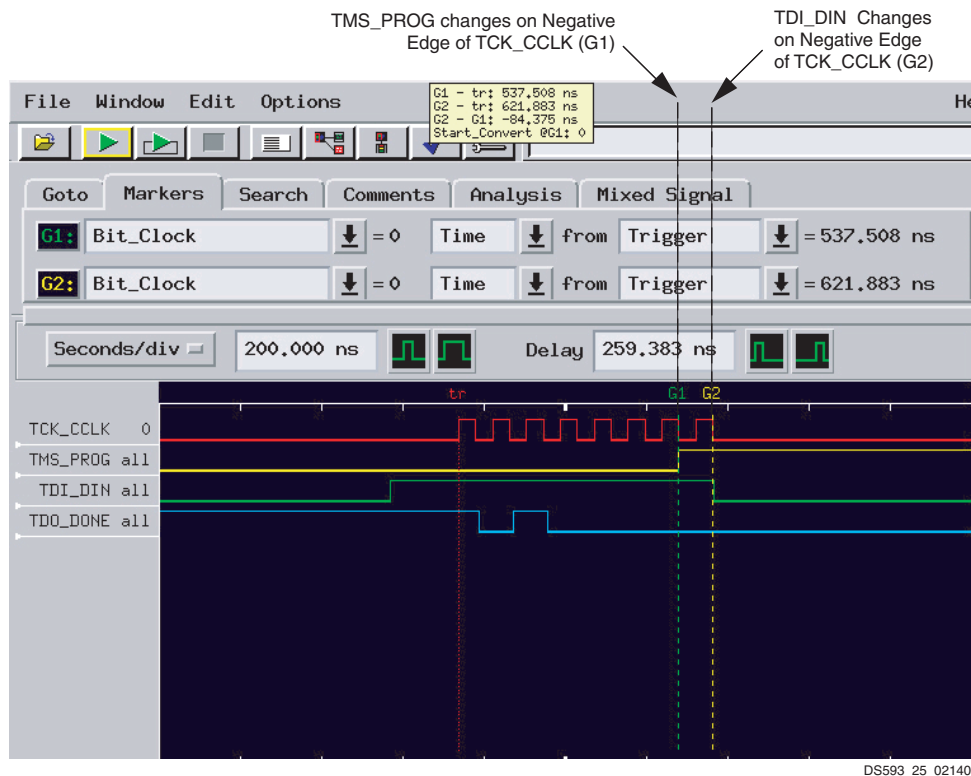 TMS_PROG changes on Negative
Edge of TCK_CCLK (G1)
TDI_DIN Changes
on Negative Edge
of TCK_CCLK (G2)
File Window Edit Options He
G1 - tr: 537.508 ns
G2 - tr: 621.883 ns
G2 - G1: -84.375 ns
Start_Convert @G1: 0
Goto Markers Search Comments Analysis Mixed Signal
G1: Bit_Clock = 0 Time from Trigger = 537.508 ns
G2: Bit_Clock = 0 Time from Trigger = 621.883 ns
Seconds/div 200.000 ns Delay 259.383 ns
tr G1 G2
TCK_CCLK 0
TMS_PROG all
TDI_DIN all
TDO_DONE all
DS593_25_02140